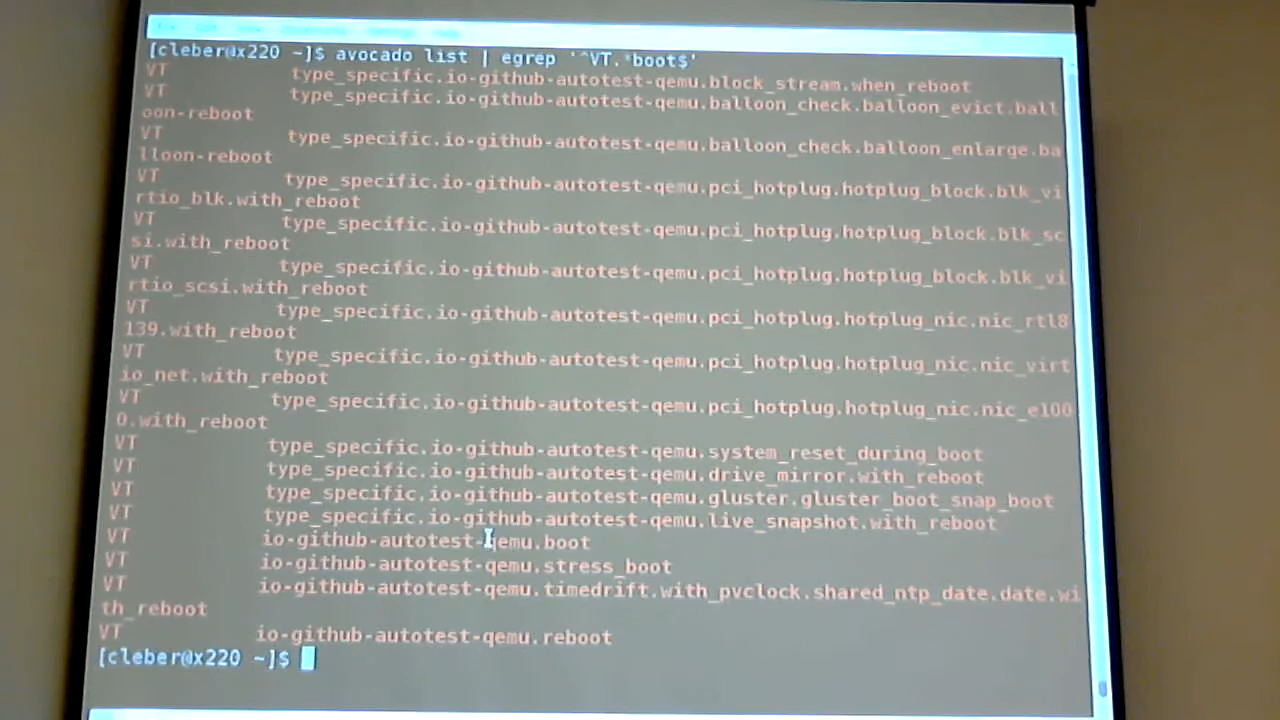 [cleber@x220 ~]$ avocado list | egrep '^VT.*boot$'
VT type_specific.io-github-autotest-qemu.block_stream.when_reboot
VT type_specific.io-github-autotest-qemu.balloon_check.balloon_evict.ball
oon-reboot
VT type_specific.io-github-autotest-qemu.balloon_check.balloon_enlarge.ba
lloon-reboot
VT type_specific.io-github-autotest-qemu.pci_hotplug.hotplug_block.blk_vi
rtio_blk.with_reboot
VT type_specific.io-github-autotest-qemu.pci_hotplug.hotplug_block.blk_sc
si.with_reboot
VT type_specific.io-github-autotest-qemu.pci_hotplug.hotplug_block.blk_vi
rtio_scsi.with_reboot
VT type_specific.io-github-autotest-qemu.pci_hotplug.hotplug_nic.nic_rtl8
139.with_reboot
VT type_specific.io-github-autotest-qemu.pci_hotplug.hotplug_nic.nic_virt
io_net.with_reboot
VT type_specific.io-github-autotest-qemu.pci_hotplug.hotplug_nic.nic_e100
0.with_reboot
VT type_specific.io-github-autotest-qemu.system_reset_during_boot
VT type_specific.io-github-autotest-qemu.drive_mirror.with_reboot
VT type_specific.io-github-autotest-qemu.gluster.gluster_boot_snap_boot
VT type_specific.io-github-autotest-qemu.live_snapshot.with_reboot
VT io-github-autotest-qemu.boot
VT io-github-autotest-qemu.stress_boot
VT io-github-autotest-qemu.timedrift.with_pvclock.shared_ntp_date.date.wi
th_reboot
VT io-github-autotest-qemu.reboot
[cleber@x220 ~]$